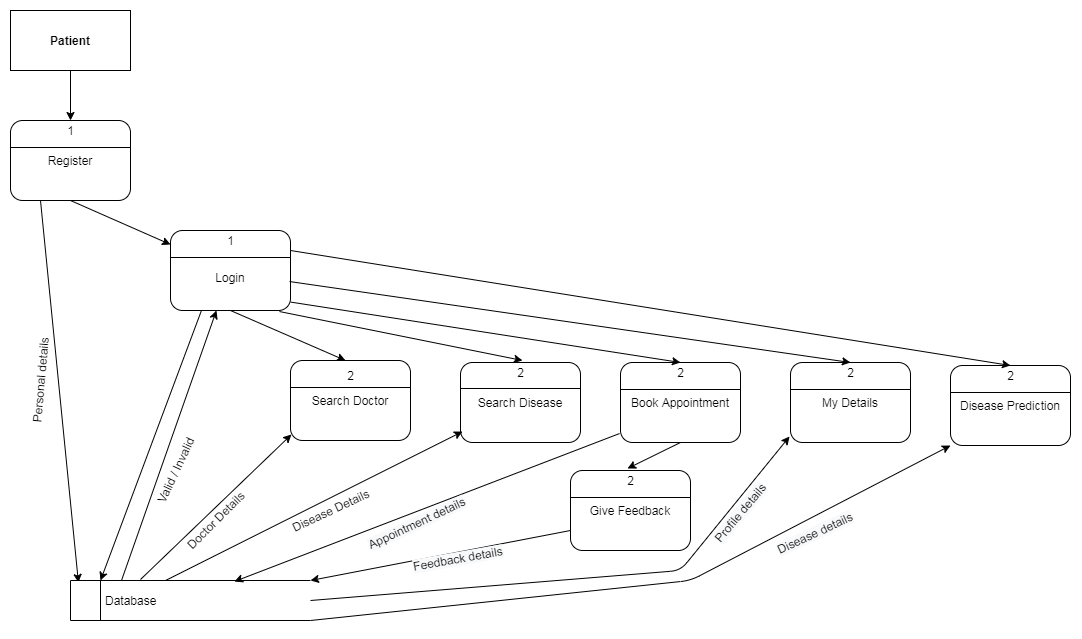 Patient
1
Register
1
Login
2
Search Doctor
2
Search Disease
2
Book Appointment
2
My Details
2
Disease Prediction
2
Give Feedback
Personal details
Valid / Invalid
Doctor Details
Disease Details
Appointment details
Feedback details
Profile details
Disease details
Database